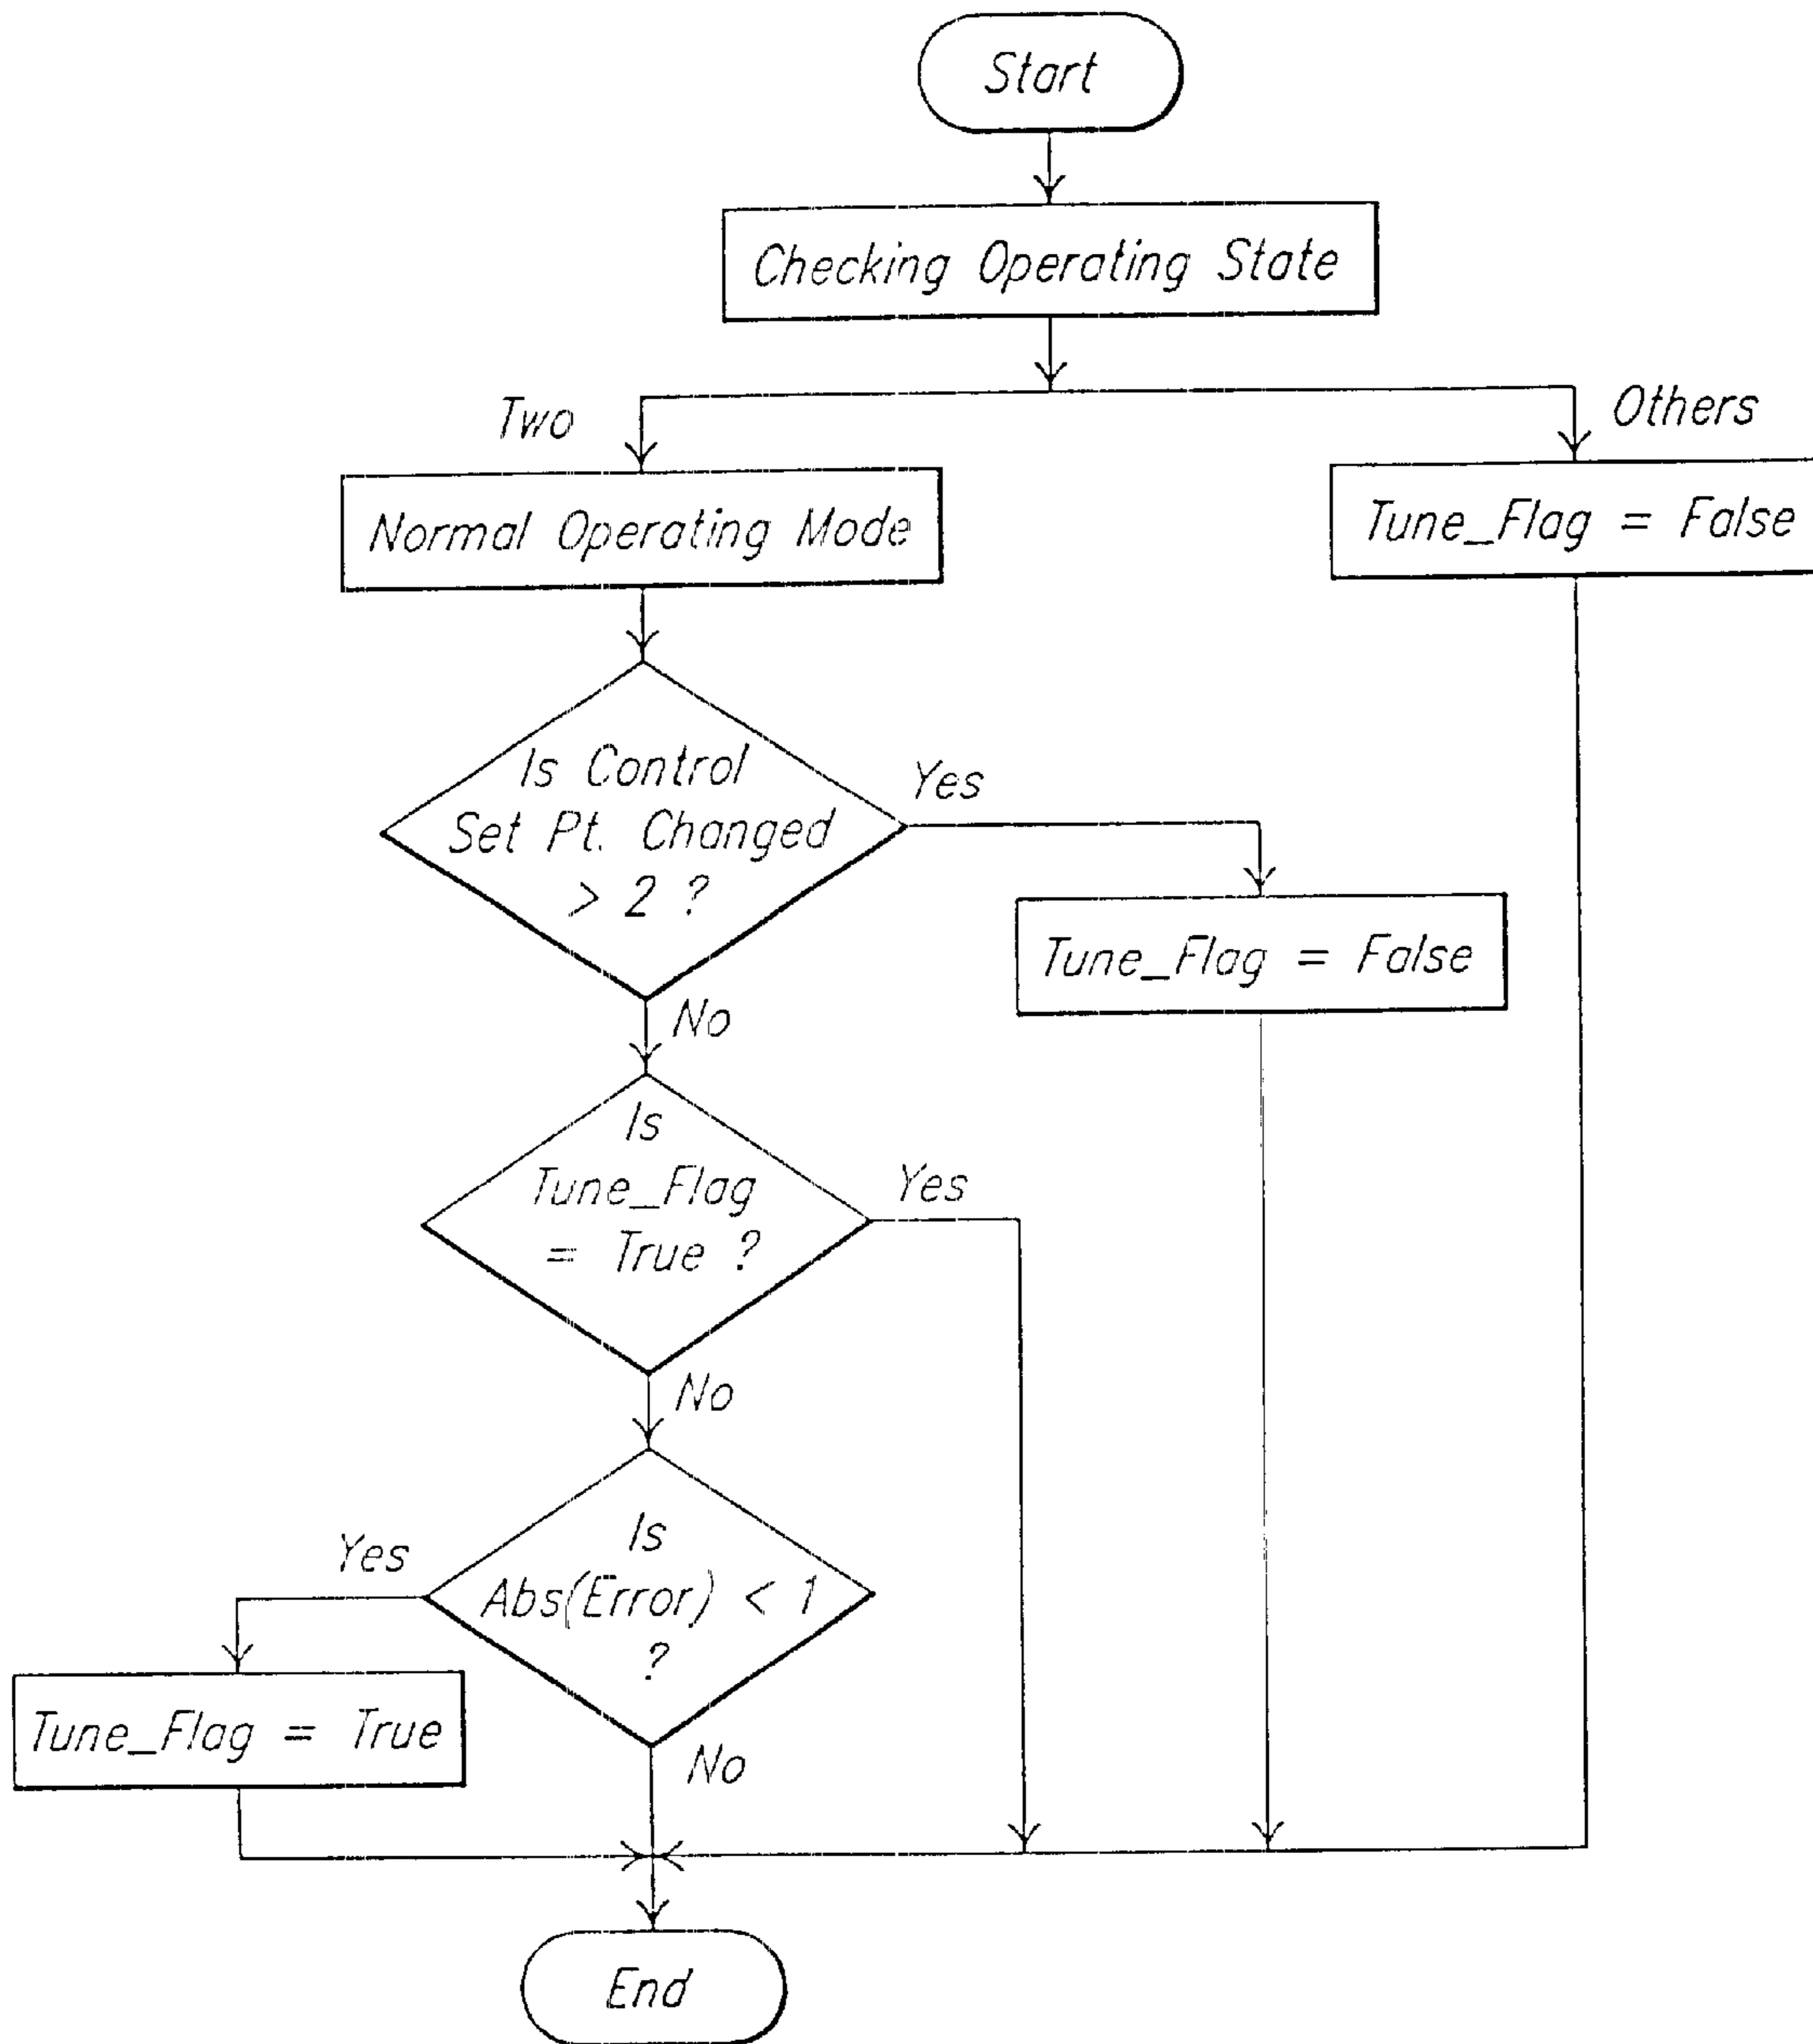 Start
Checking Operating State
Two
Others
Normal Operating Mode
Tune_Flag = False
Is Control
Set Pt. Changed
> 2 ?
Yes
Tune_Flag = False
No
Is
Tune_Flag
= True ?
Yes
No
Is
Abs(Error) < 1
?
Yes
Tune_Flag = True
No
End